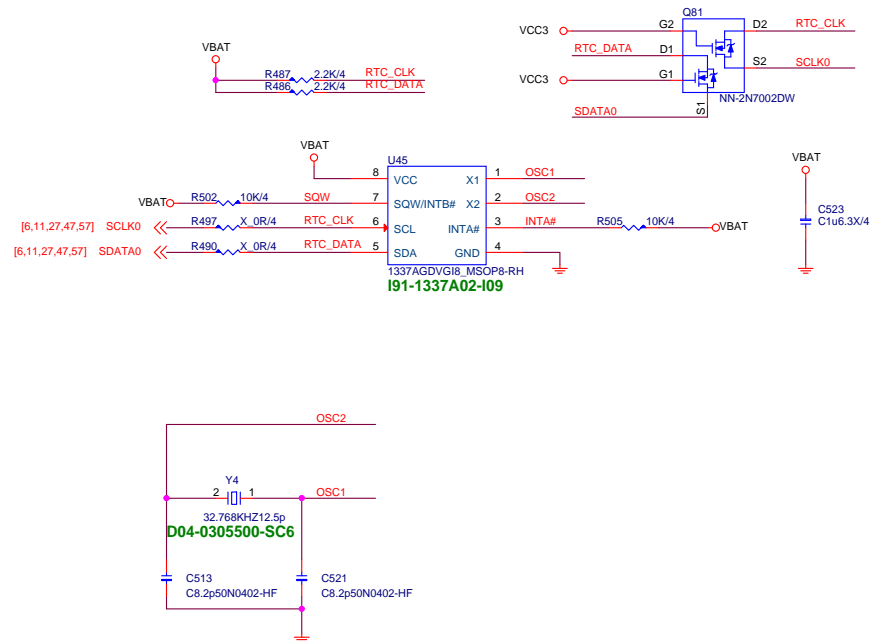 Q81
VCC3
G2
D2
RTC_CLK
RTC_DATA
D1
S2
SCLK0
VCC3
G1
NN-2N7002DW
SDATA0
S1
VBAT
R487
2.2K/4
RTC_CLK
R486
2.2K/4
RTC_DATA
VBAT
U45
8
VCC
X1
1
OSC1
VBAT
R502
10K/4
SQW
7
SQW/INTB#
X2
2
OSC2
[6,11,27,47,57]
SCLK0
R497
X_0R/4
RTC_CLK
6
SCL
INTA#
3
INTA#
R505
10K/4
VBAT
[6,11,27,47,57]
SDATA0
R490
X_0R/4
RTC_DATA
5
SDA
GND
4
1337AGDVGI8_MSOP8-RH
I91-1337A02-I09
VBAT
C523
C1u6.3X/4
OSC2
Y4
2
1
OSC1
32.768KHZ12.5p
D04-0305500-SC6
C513
C8.2p50N0402-HF
C521
C8.2p50N0402-HF